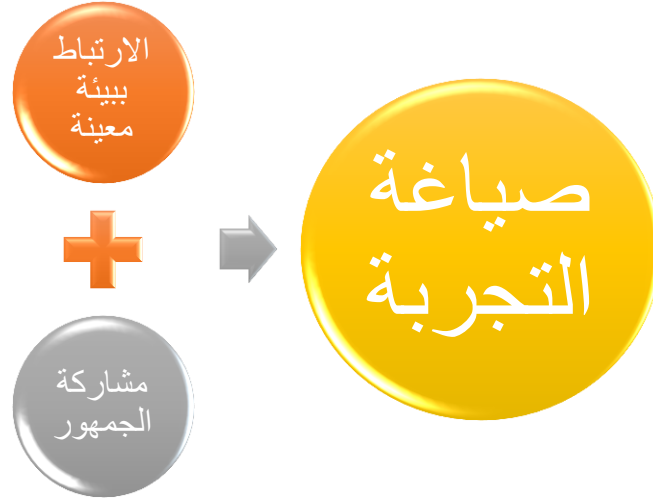 الارتباط
ببيئة
معينة
مشاركة
الجمهور
صياغة
التجربة